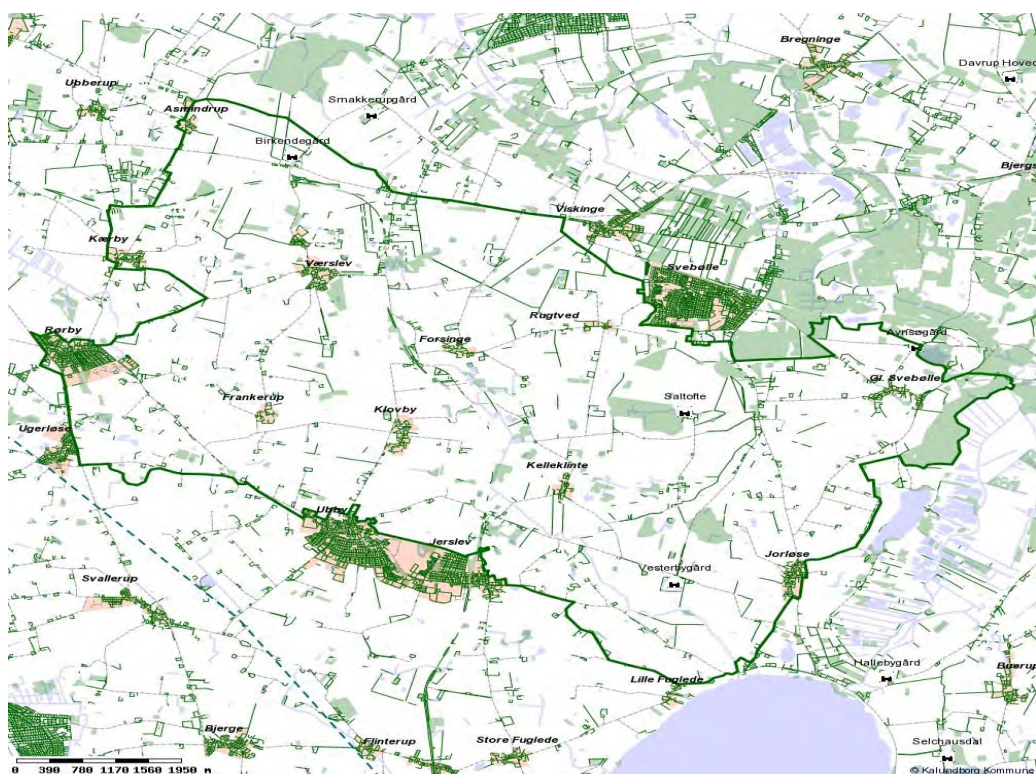 Bregninge
Davrup Hoved
Ubberup
Asmindrup
Smakkerupgård
Birkendegård
Bjergs
Viskinge
Kærby
Værslev
Svebølle
Rugtved
Rørby
Forsinge
Avnsøgård
Gl. Svebølle
Frankerup
Klovby
Saltofte
Ugerløse
Kelleklinte
Ubby
Jerslev
Jorløse
Svallerup
Vesterbygård
Hallebygård
Buerup
Lille Fuglede
Bjerge
Flinterup
Store Fuglede
Selchausdal
0 390 780 1170 1560 1950 m
© Kalundborg Kommune